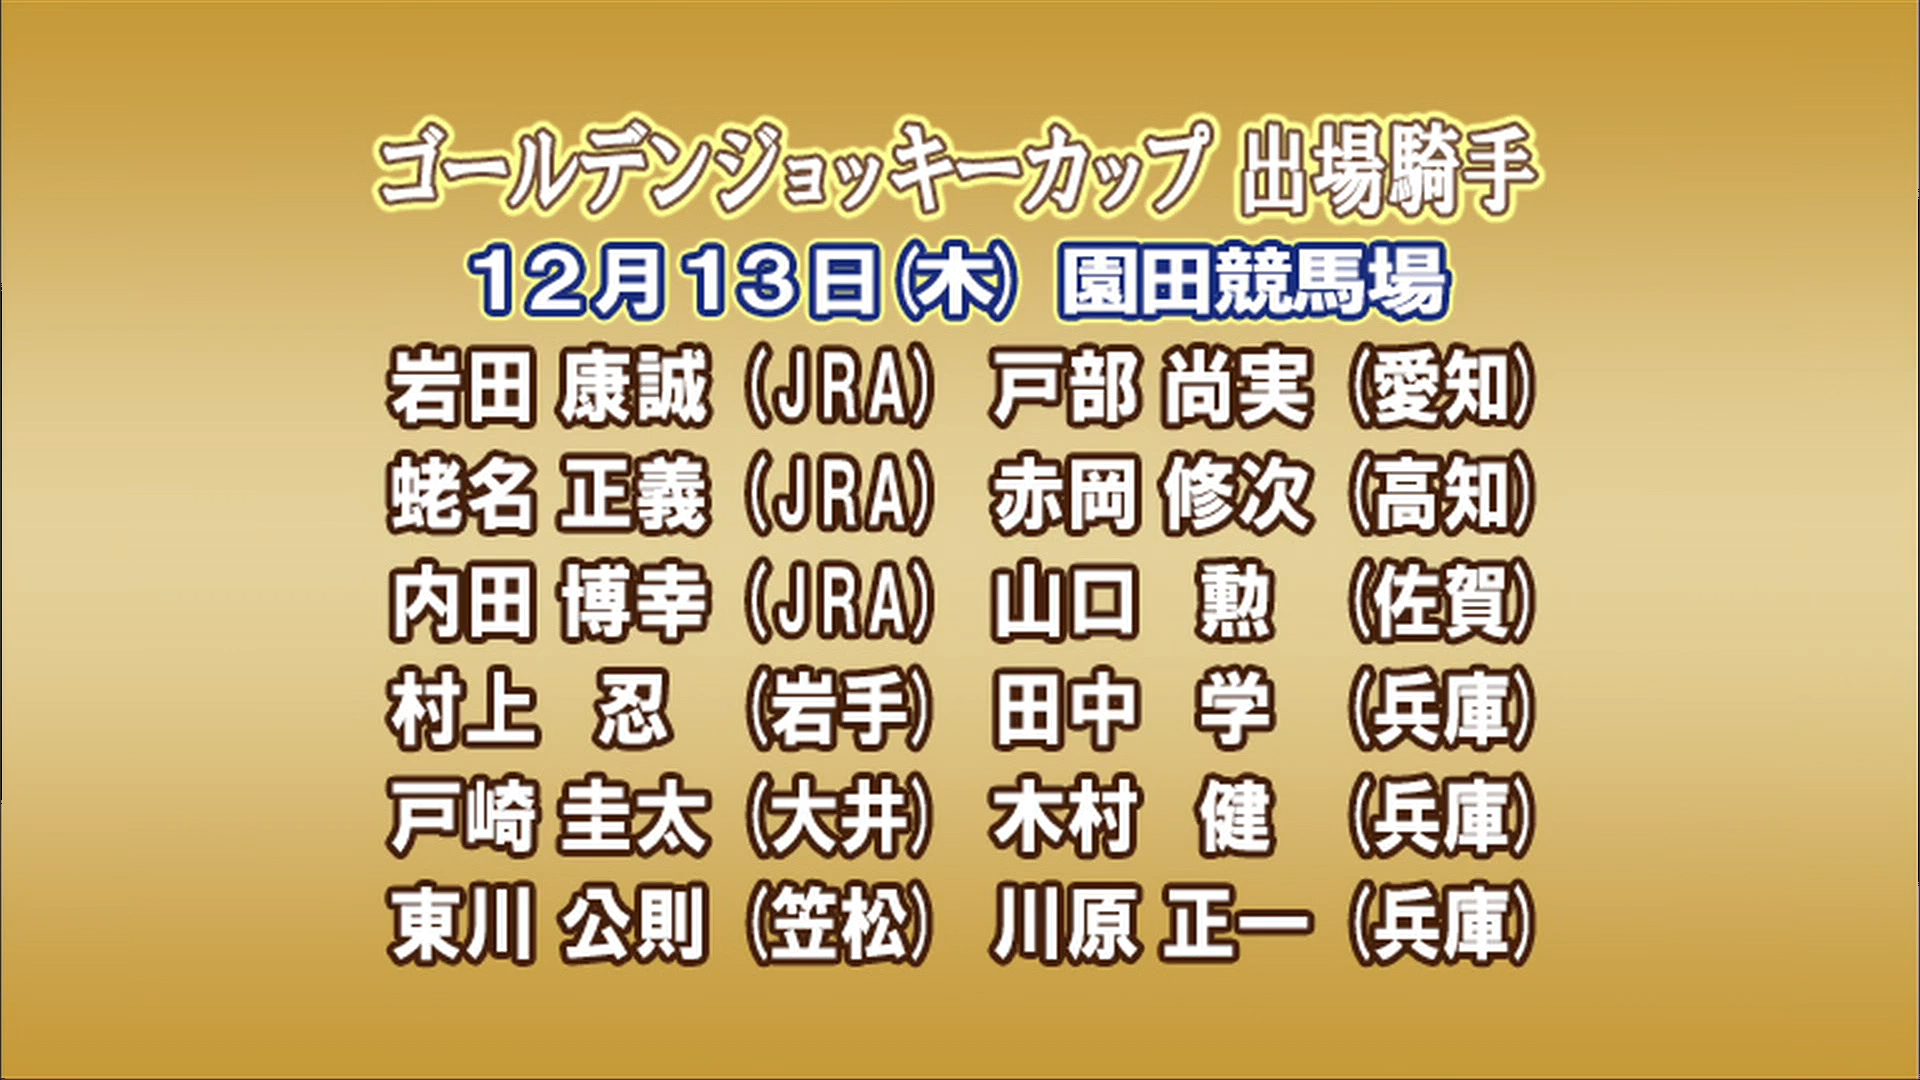 ゴールデンジョッキーカップ 出場騎手
12月13日(木) 園田競馬場
岩田 康誠 (JRA) 戸部 尚実 (愛知)
蛯名 正義 (JRA) 赤岡 修次 (高知)
内田 博幸 (JRA) 山口 勲 (佐賀)
村上 忍 (岩手) 田中 学 (兵庫)
戸崎 圭太 (大井) 木村 健 (兵庫)
東川 公則 (笠松) 川原 正一 (兵庫)